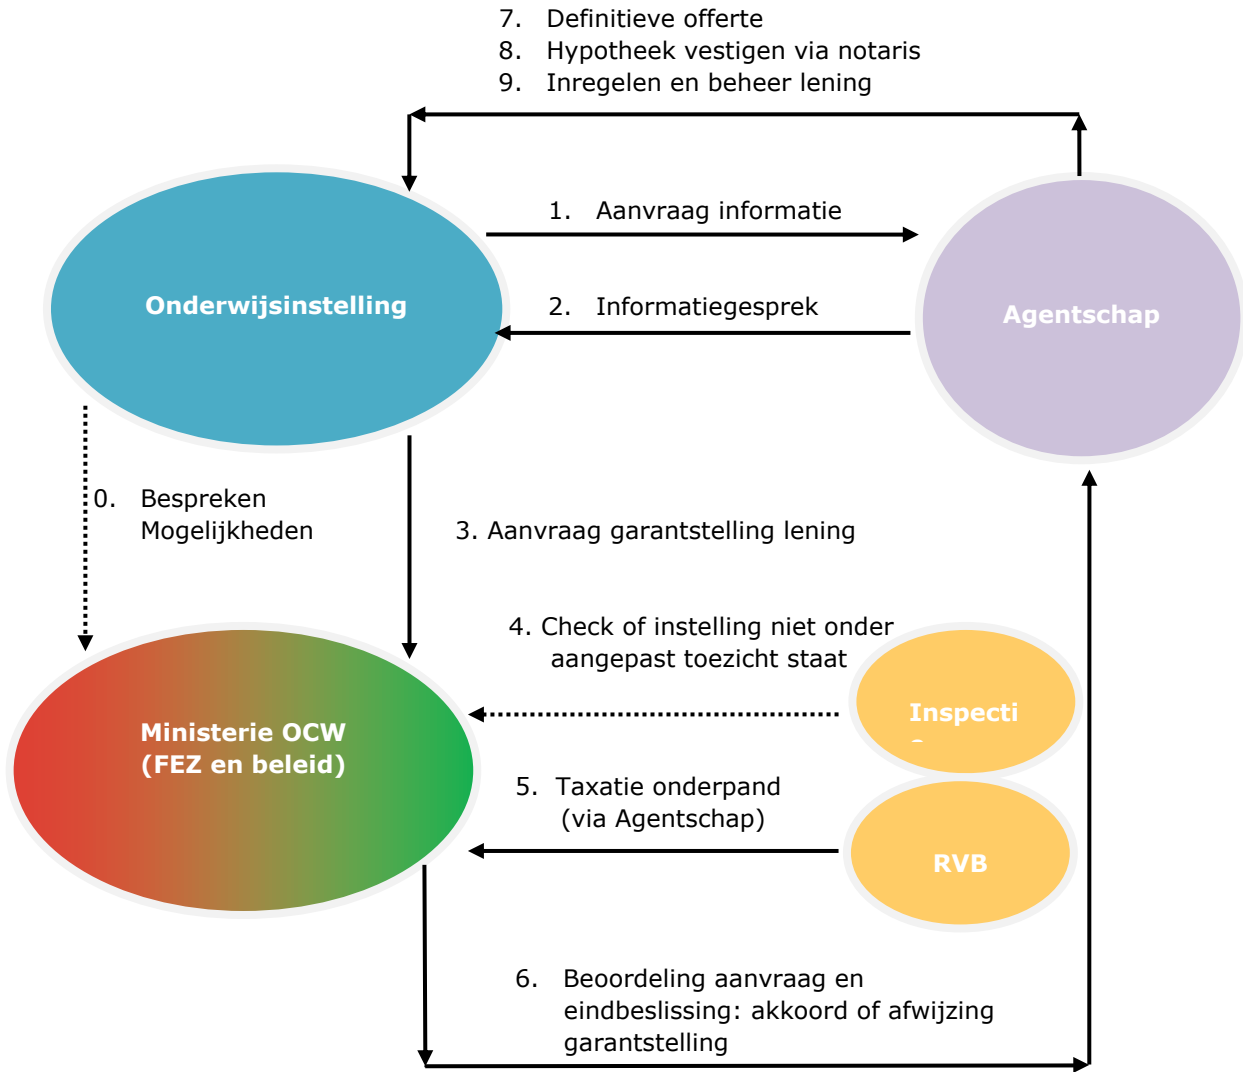 7. Definitieve offerte
8. Hypotheek vestigen via notaris
9. Inregelen en beheer lening
1. Aanvraag informatie
Onderwijsinstelling
2. Informatiegesprek
Agentschap
0. Bespreken
Mogelijkheden
3. Aanvraag garantstelling lening
4. Check of instelling niet onder
aangepast toezicht staat
Inspecti
Ministerie OCW
(FEZ en beleid)
5. Taxatie onderpand
(via Agentschap)
RVB
6. Beoordeling aanvraag en
eindbeslissing: akkoord of afwijzing
garantstelling